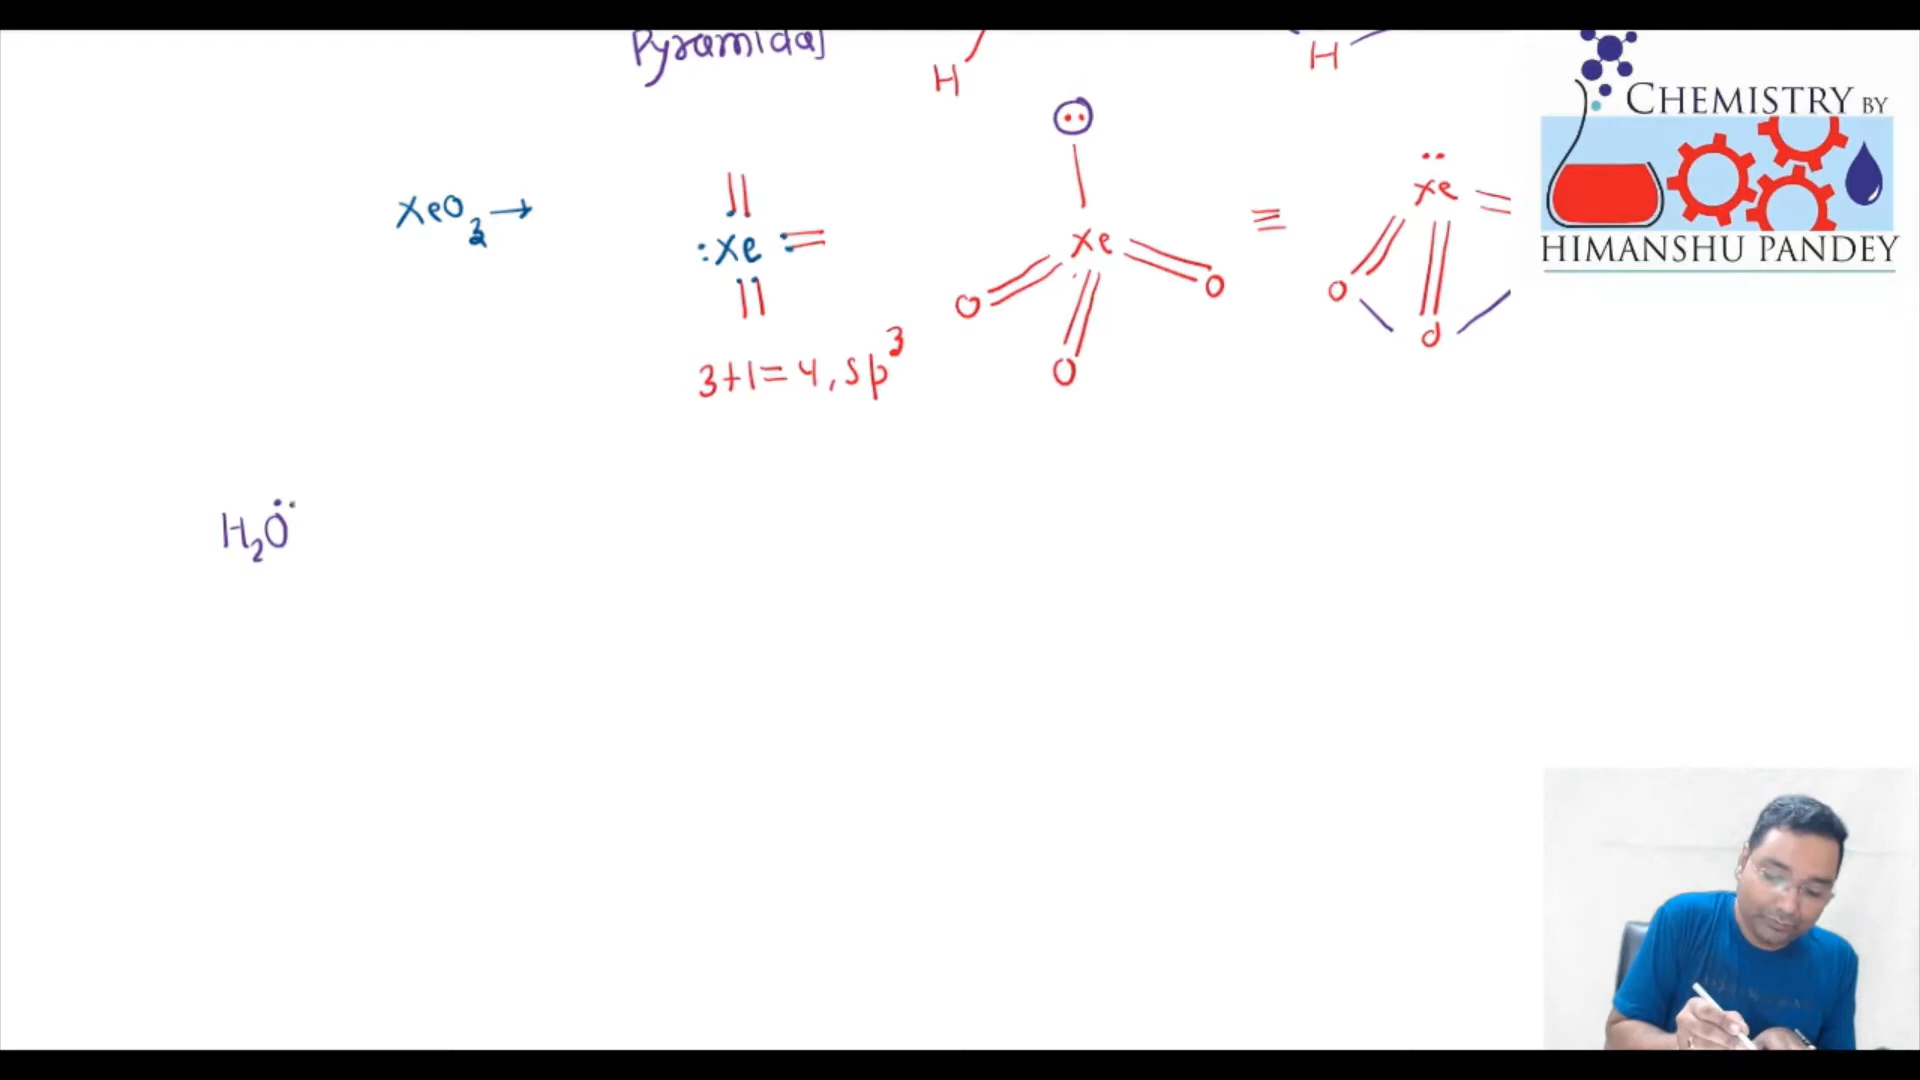 Pyramidal
H
H
CHEMISTRY BY
HIMANSHU PANDEY
XeO3 →
:Xe
Xe
O
O
O
≡
Xe
O
O
3+1=4, sp3
H2O